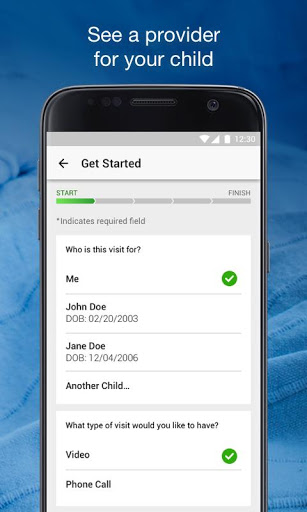 See a provider
for your child
12:30
Get Started
START
FINISH
*Indicates required field
Who is this visit for?
Me
John Doe
DOB: 02/20/2003
Jane Doe
DOB: 12/04/2006
Another Child...
What type of visit would you like to have?
Video
Phone Call